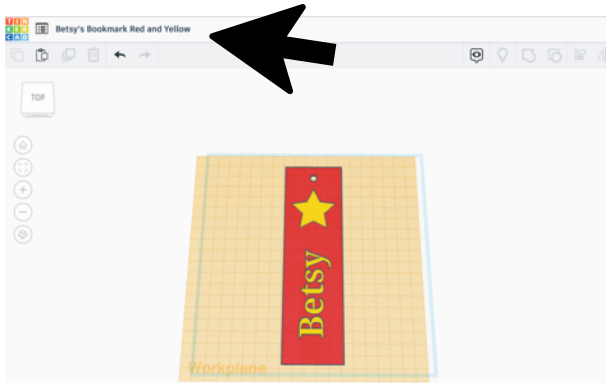 TIN
KER
CAD
Betsy's Bookmark Red and Yellow
TOP
Betsy
Workplane